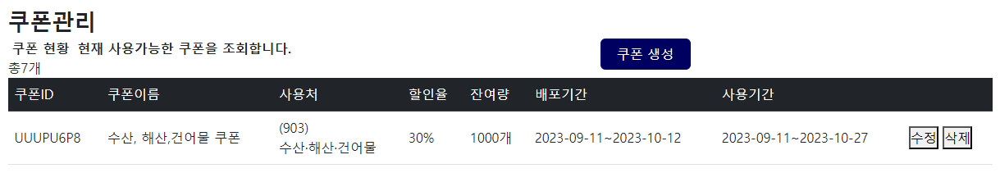 쿠폰관리
쿠폰 현황 현재 사용가능한 쿠폰을 조회합니다.
쿠폰 생성
총7개
쿠폰ID 쿠폰이름 사용처 할인율 잔여량 배포기간 사용기간
UUUPU6P8 수산, 해산,건어물 쿠폰 (903) 30% 1000개 2023-09-11~2023-10-12 2023-09-11~2023-10-27 수정 삭제
수산·해산·건어물